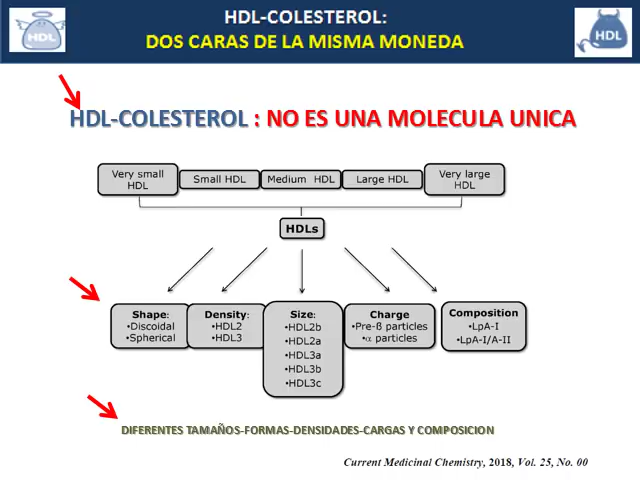 HDL-COLESTEROL:
DOS CARAS DE LA MISMA MONEDA
HDL
HDL
HDL-COLESTEROL : NO ES UNA MOLECULA UNICA
Very small
HDL
Small HDL
Medium HDL
Large HDL
Very large
HDL
HDLs
Shape:
•Discoidal
•Spherical
Density:
•HDL2
•HDL3
Size:
•HDL2b
•HDL2a
•HDL3a
•HDL3b
•HDL3c
Charge
•Pre-ß particles
•α particles
Composition
•LpA-I
•LpA-I/A-II
DIFERENTES TAMAÑOS-FORMAS-DENSIDADES-CARGAS Y COMPOSICION
Current Medicinal Chemistry, 2018, Vol. 25, No. 00